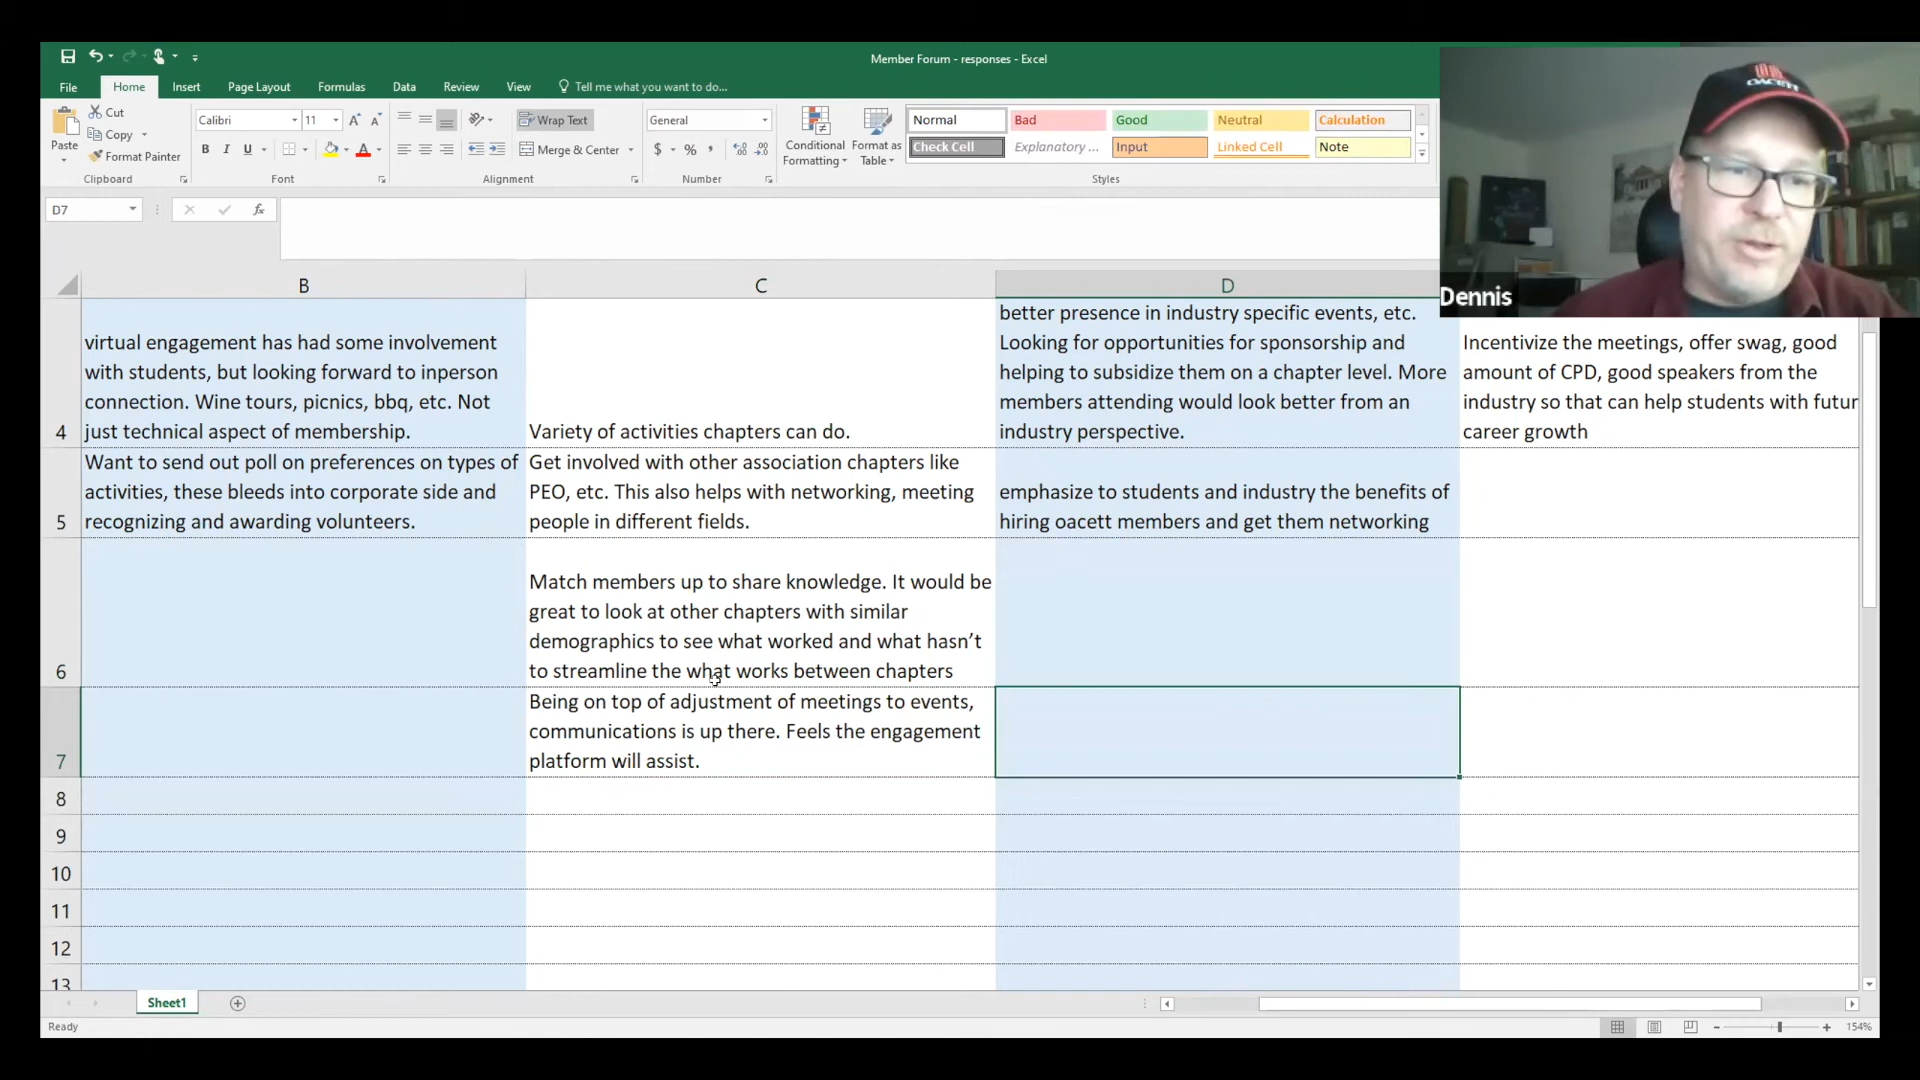 Member Forum - responses - Excel
File
Home
Insert
Page Layout
Formulas
Data
Review
View
Tell me what you want to do...
Paste
Cut
Copy
Format Painter
Clipboard
Calibri
11
B I U
Font
Wrap Text
Merge & Center
Alignment
General
$ % ,
Number
Conditional
Formatting
Format as
Table
Normal
Bad
Good
Neutral
Calculation
Check Cell
Explanatory ...
Input
Linked Cell
Note
Styles
OACETT
Dennis
D7
fx
B
C
D
4
virtual engagement has had some involvement
with students, but looking forward to inperson
connection. Wine tours, picnics, bbq, etc. Not
just technical aspect of membership.
Variety of activities chapters can do.
better presence in industry specific events, etc.
Looking for opportunities for sponsorship and
helping to subsidize them on a chapter level. More
members attending would look better from an
industry perspective.
Incentivize the meetings, offer swag, good
amount of CPD, good speakers from the
industry so that can help students with futur
career growth
5
Want to send out poll on preferences on types of
activities, these bleeds into corporate side and
recognizing and awarding volunteers.
Get involved with other association chapters like
PEO, etc. This also helps with networking, meeting
people in different fields.
emphasize to students and industry the benefits of
hiring oacett members and get them networking
6
Match members up to share knowledge. It would be
great to look at other chapters with similar
demographics to see what worked and what hasn't
to streamline the what works between chapters
7
Being on top of adjustment of meetings to events,
communications is up there. Feels the engagement
platform will assist.
8
9
10
11
12
13
Sheet1
Ready
154%